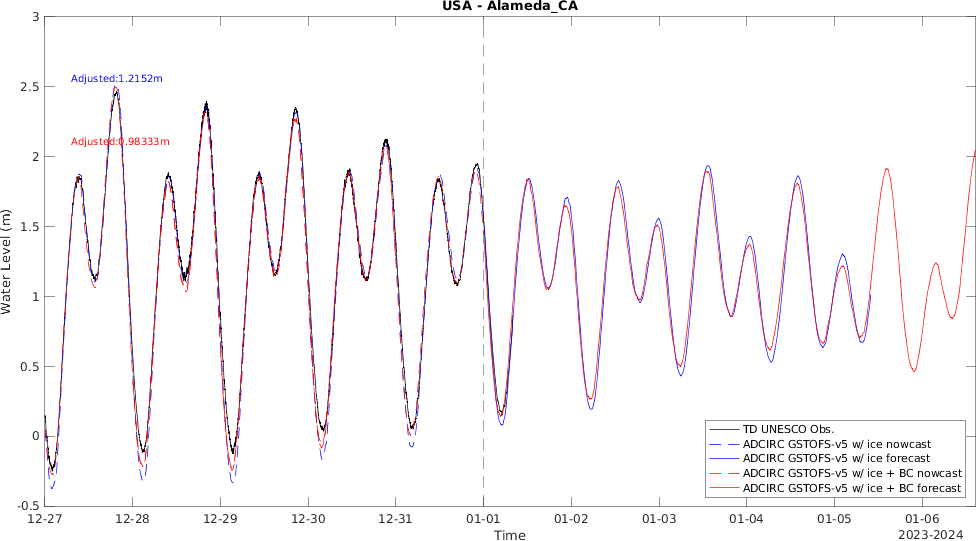 USA - Alameda_CA
3
2.5
2
1.5
1
0.5
0
-0.5
Water Level (m)
Adjusted:1.2152m
Adjusted:0.98333m
TD UNESCO Obs.
ADCIRC GSTOFS-v5 w/ ice nowcast
ADCIRC GSTOFS-v5 w/ ice forecast
ADCIRC GSTOFS-v5 w/ ice + BC nowcast
ADCIRC GSTOFS-v5 w/ ice + BC forecast
12-27 12-28 12-29 12-30 12-31 01-01 01-02 01-03 01-04 01-05 01-06
Time
2023-2024